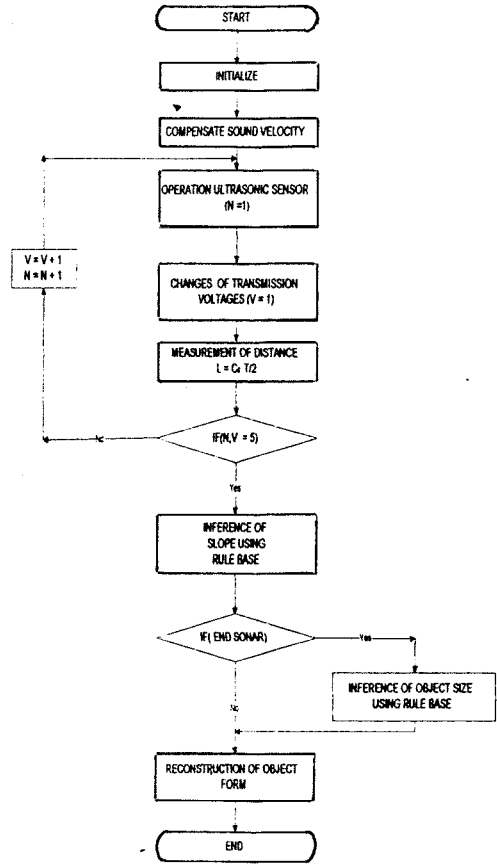 START
INITIALIZE
COMPENSATE SOUND VELOCITY
OPERATION ULTRASONIC SENSOR
(N =1)
V = V + 1
N = N + 1
CHANGES OF TRANSMISSION
VOLTAGES (V = 1)
MEASUREMENT OF DISTANCE
L = Cs T/2
IF(N,V = 5)
No
Yes
INFERENCE OF
SLOPE USING
RULE BASE
IF( END SONAR)
Yes
INFERENCE OF OBJECT SIZE
USING RULE BASE
No
RECONSTRUCTION OF OBJECT
FORM
END